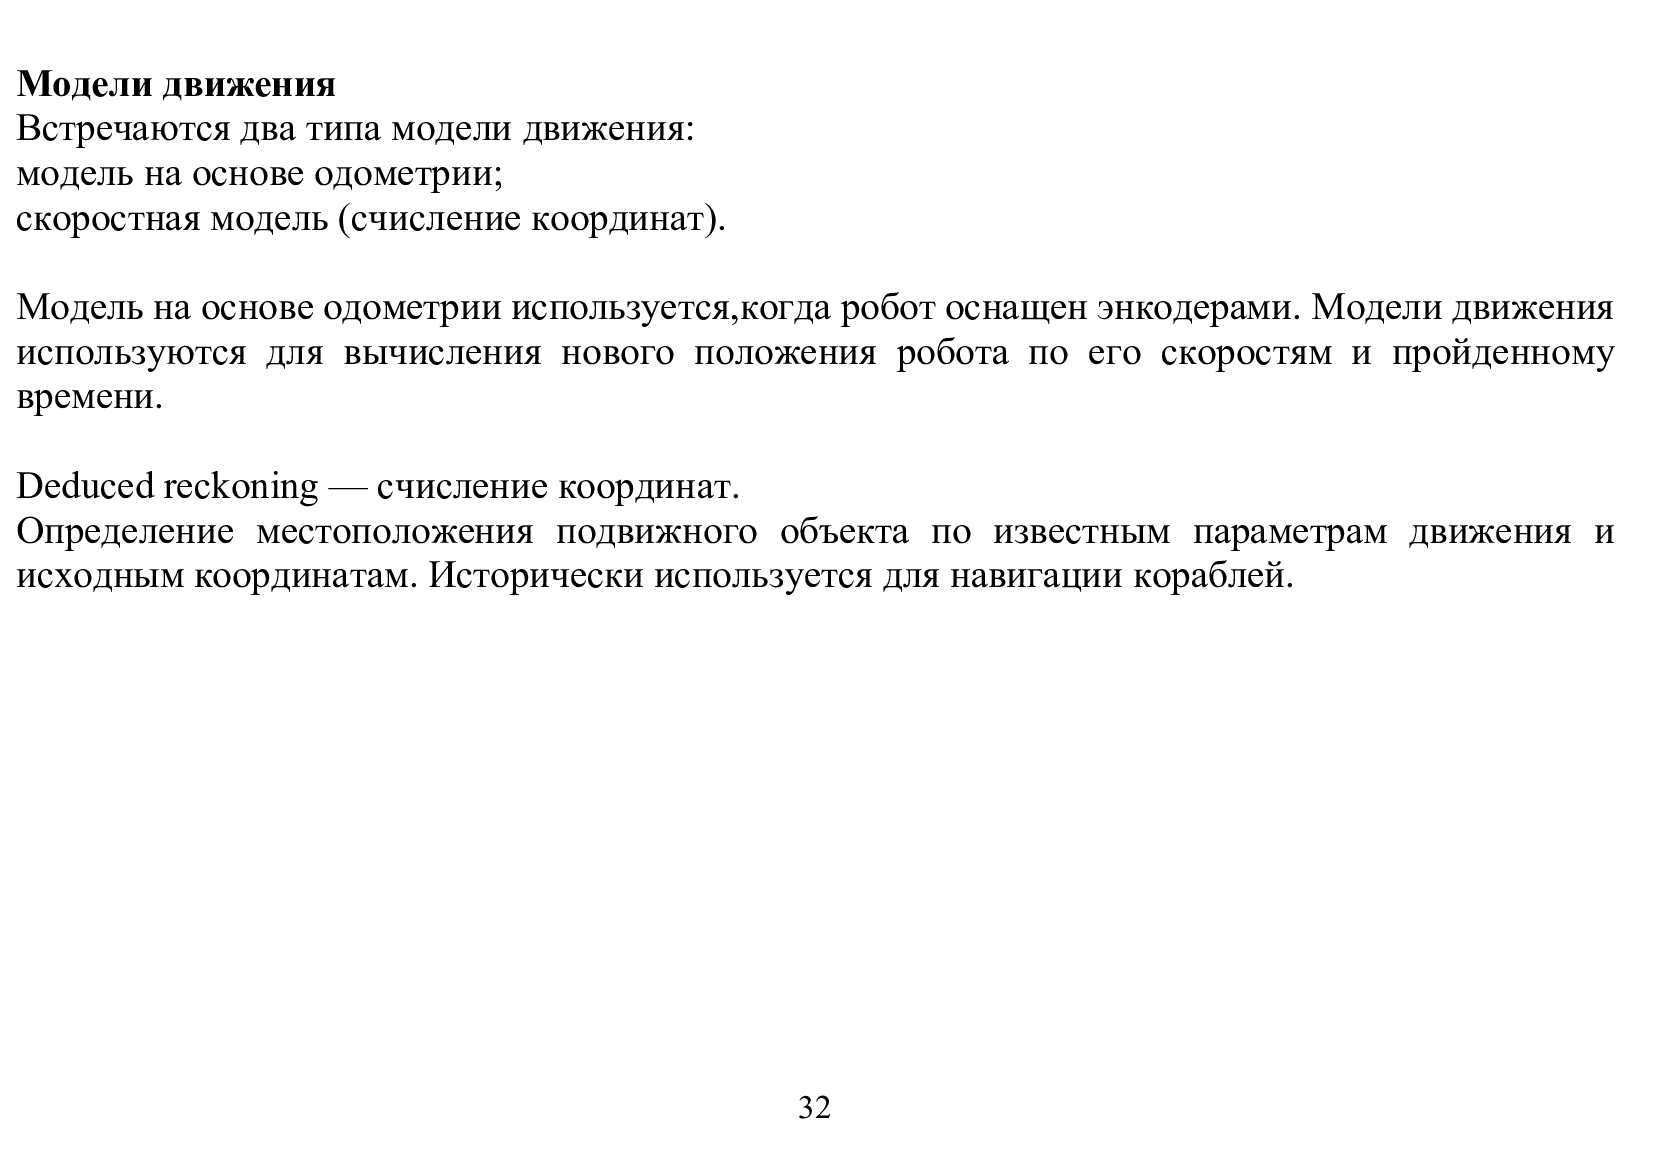 Модели движения
Встречаются два типа модели движения:
модель на основе одометрии;
скоростная модель (счисление координат).
Модель на основе одометрии используется,когда робот оснащен энкодерами. Модели движения
используются для вычисления нового положения робота по его скоростям и пройденному
времени.
Deduced reckoning — счисление координат.
Определение местоположения подвижного объекта по известным параметрам движения и
исходным координатам. Исторически используется для навигации кораблей.
32